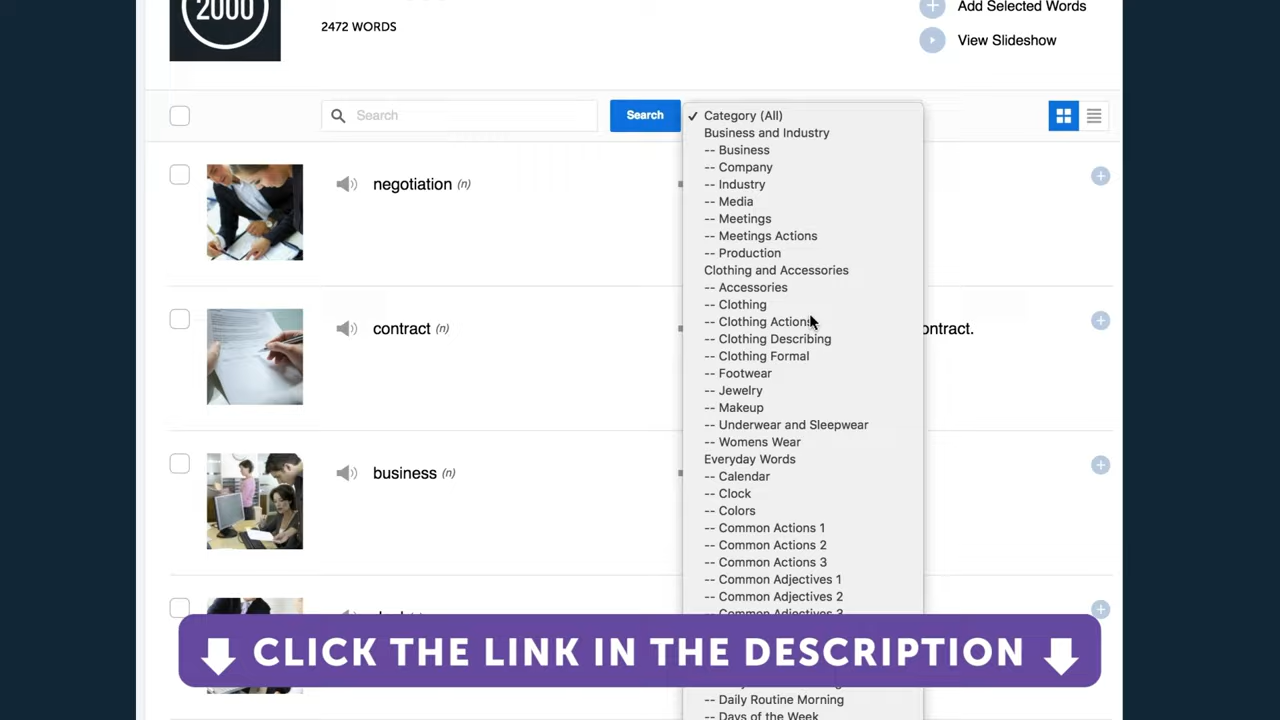 2000
2472 WORDS
Add Selected Words
View Slideshow
Search
Search
✓ Category (All)
Business and Industry
-- Business
-- Company
-- Industry
-- Media
-- Meetings
-- Meetings Actions
-- Production
Clothing and Accessories
-- Accessories
-- Clothing
-- Clothing Actions
-- Clothing Describing
-- Clothing Formal
-- Footwear
-- Jewelry
-- Makeup
-- Underwear and Sleepwear
-- Womens Wear
Everyday Words
-- Calendar
-- Clock
-- Colors
-- Common Actions 1
-- Common Actions 2
-- Common Actions 3
-- Common Adjectives 1
-- Common Adjectives 2
-- Common Adjectives 3
-- Daily Routine Morning
-- Days of the Week
negotiation (n)
contract (n)
ontract.
business (n)
CLICK THE LINK IN THE DESCRIPTION